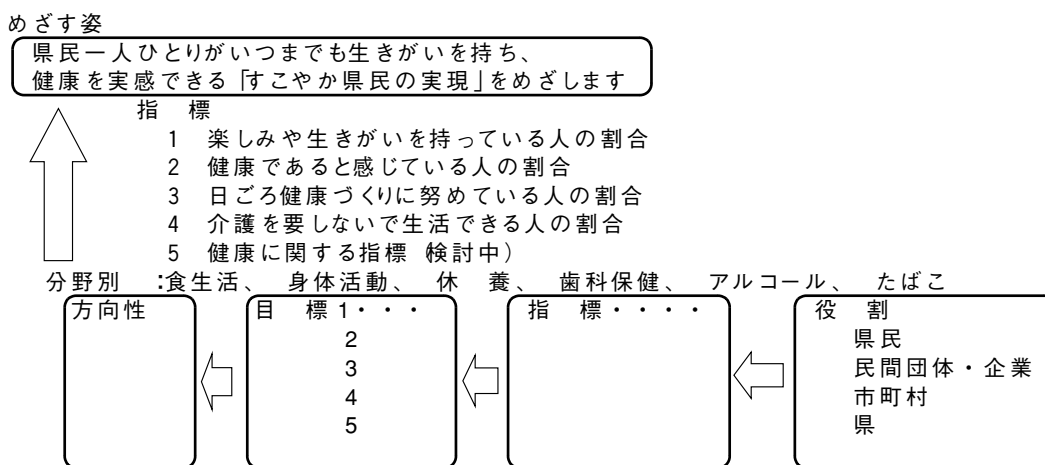 めざす姿
県民一人ひとりがいつまでも生きがいを持ち、
健康を実感できる「すこやか県民の実現」をめざします
指　標
1　楽しみや生きがいを持っている人の割合
2　健康であると感じている人の割合
3　日ごろ健康づくりに努めている人の割合
4　介護を要しないで生活できる人の割合
5　健康に関する指標（検討中）
分野別　：食生活、　身体活動、　休　養、　歯科保健、　アルコール、　たばこ
方向性
目　標1・・・
2
3
4
5
指　標・・・・
役　割
県民
民間団体・企業
市町村
県